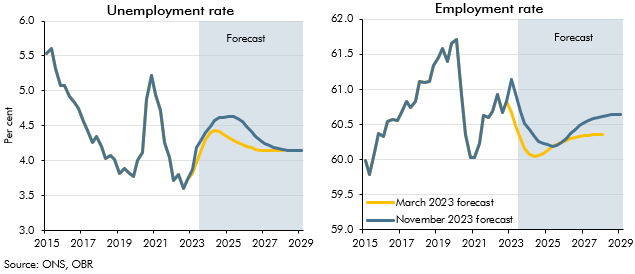 Unemployment rate
6.0
5.5
5.0
4.5
4.0
3.5
3.0
Per cent
Forecast
2015 2017 2019 2021 2023 2025 2027 2029
Employment rate
62.0
61.5
61.0
60.5
60.0
59.5
59.0
Forecast
March 2023 forecast
November 2023 forecast
2015 2017 2019 2021 2023 2025 2027 2029
Source: ONS, OBR